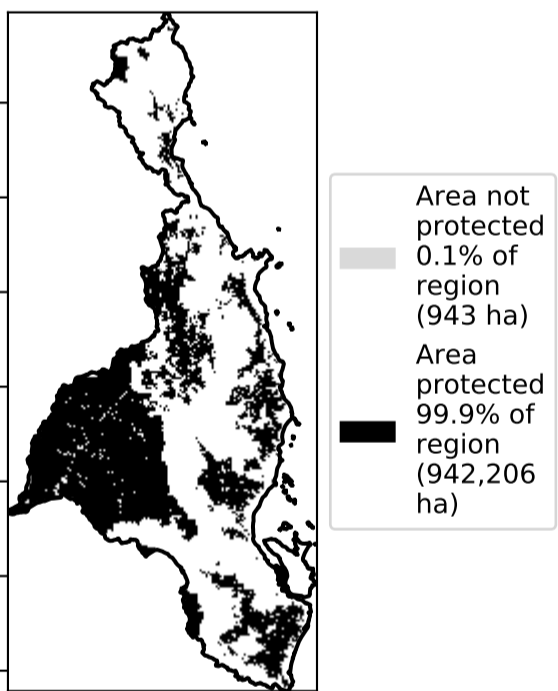 Area not
protected
0.1% of
region
(943 ha)
Area
protected
99.9% of
region
(942,206
ha)